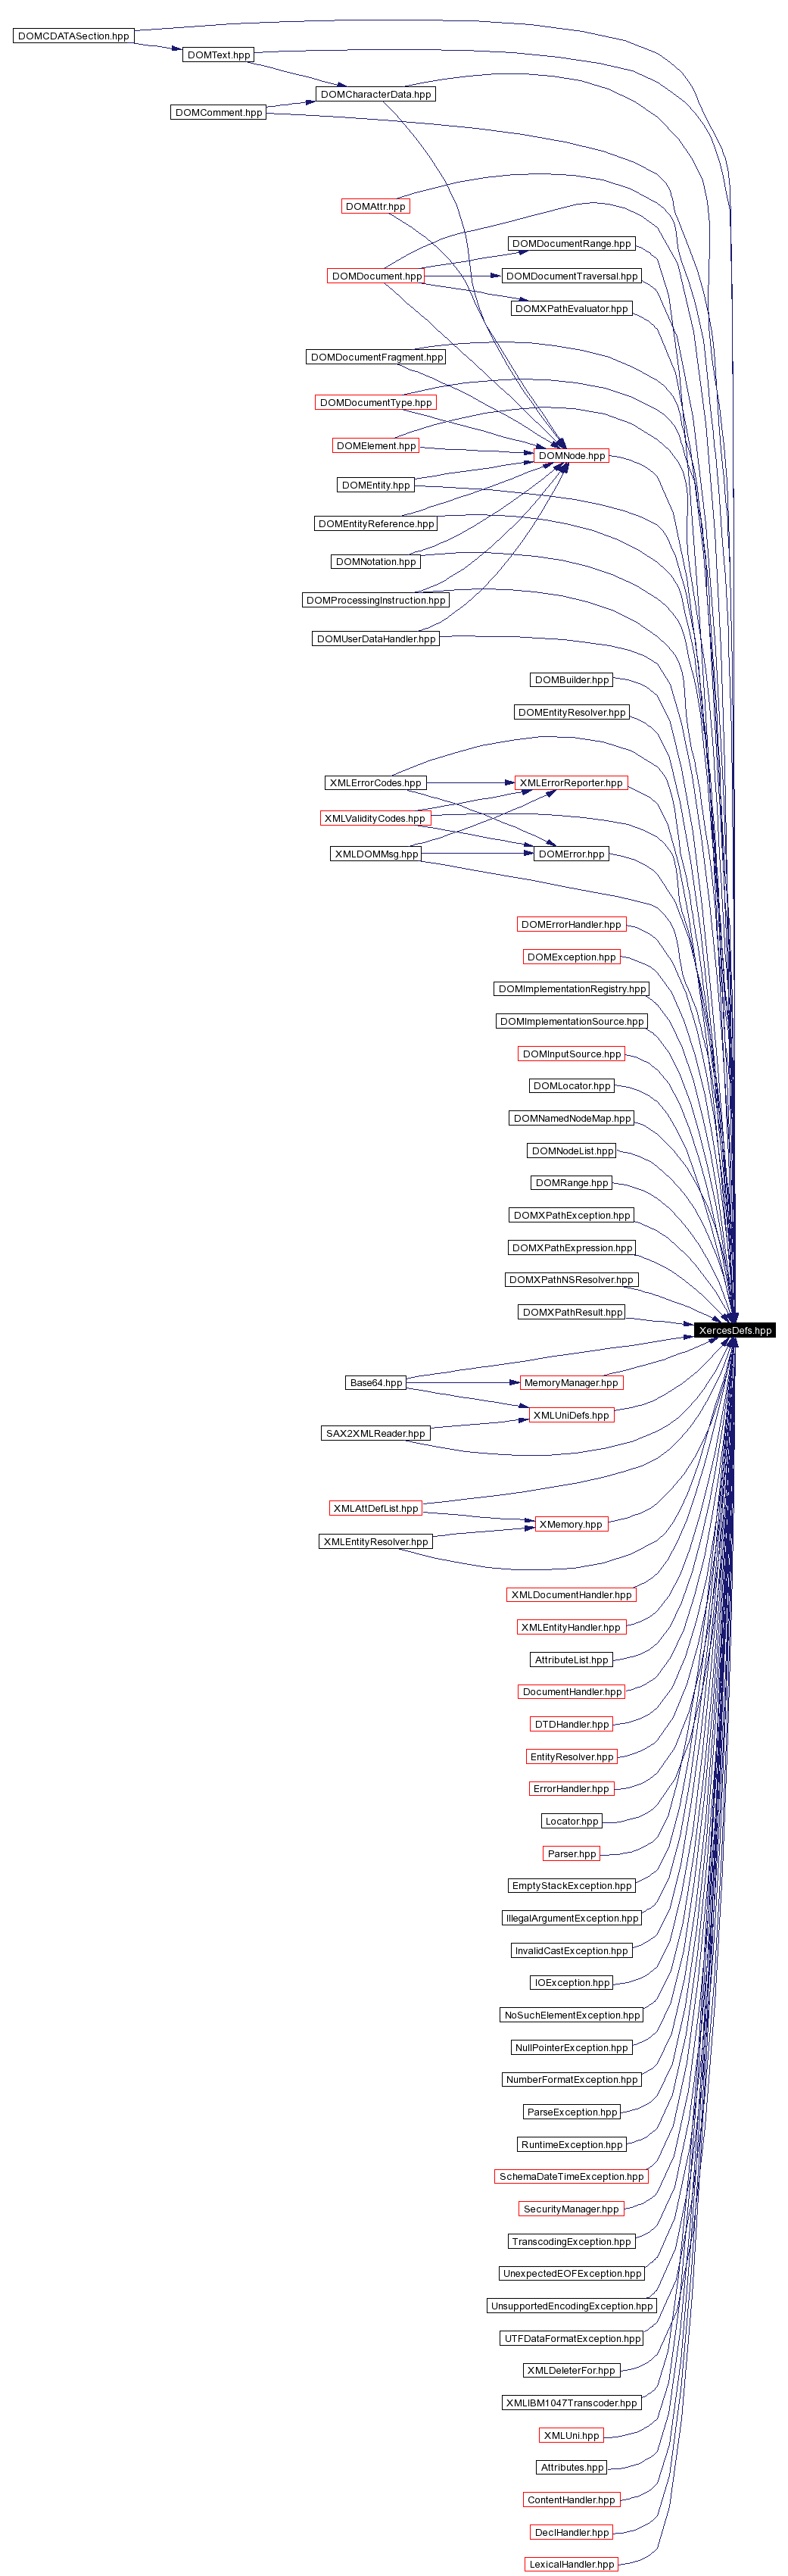 DOMCDATASection.hpp
DOMText.hpp
DOMCharacterData.hpp
DOMComment.hpp
DOMAttr.hpp
DOMDocumentRange.hpp
DOMDocument.hpp
DOMDocumentTraversal.hpp
DOMXPathEvaluator.hpp
DOMDocumentFragment.hpp
DOMDocumentType.hpp
DOMElement.hpp
DOMNode.hpp
DOMEntity.hpp
DOMEntityReference.hpp
DOMNotation.hpp
DOMProcessingInstruction.hpp
DOMUserDataHandler.hpp
DOMBuilder.hpp
DOMEntityResolver.hpp
XMLErrorCodes.hpp
XMLErrorReporter.hpp
XMLValidityCodes.hpp
XMLDOMMsg.hpp
DOMError.hpp
DOMErrorHandler.hpp
DOMException.hpp
DOMImplementationRegistry.hpp
DOMImplementationSource.hpp
DOMInputSource.hpp
DOMLocator.hpp
DOMNamedNodeMap.hpp
DOMNodeList.hpp
DOMRange.hpp
DOMXPathException.hpp
DOMXPathExpression.hpp
DOMXPathNSResolver.hpp
DOMXPathResult.hpp
XercesDefs.hpp
Base64.hpp
MemoryManager.hpp
XMLUniDefs.hpp
SAX2XMLReader.hpp
XMLAttDefList.hpp
XMemory.hpp
XMLEntityResolver.hpp
XMLDocumentHandler.hpp
XMLEntityHandler.hpp
AttributeList.hpp
DocumentHandler.hpp
DTDHandler.hpp
EntityResolver.hpp
ErrorHandler.hpp
Locator.hpp
Parser.hpp
EmptyStackException.hpp
IllegalArgumentException.hpp
InvalidCastException.hpp
IOException.hpp
NoSuchElementException.hpp
NullPointerException.hpp
NumberFormatException.hpp
ParseException.hpp
RuntimeException.hpp
SchemaDateTimeException.hpp
SecurityManager.hpp
TranscodingException.hpp
UnexpectedEOFException.hpp
UnsupportedEncodingException.hpp
UTFDataFormatException.hpp
XMLDeleterFor.hpp
XMLIBM1047Transcoder.hpp
XMLUni.hpp
Attributes.hpp
ContentHandler.hpp
DeclHandler.hpp
LexicalHandler.hpp